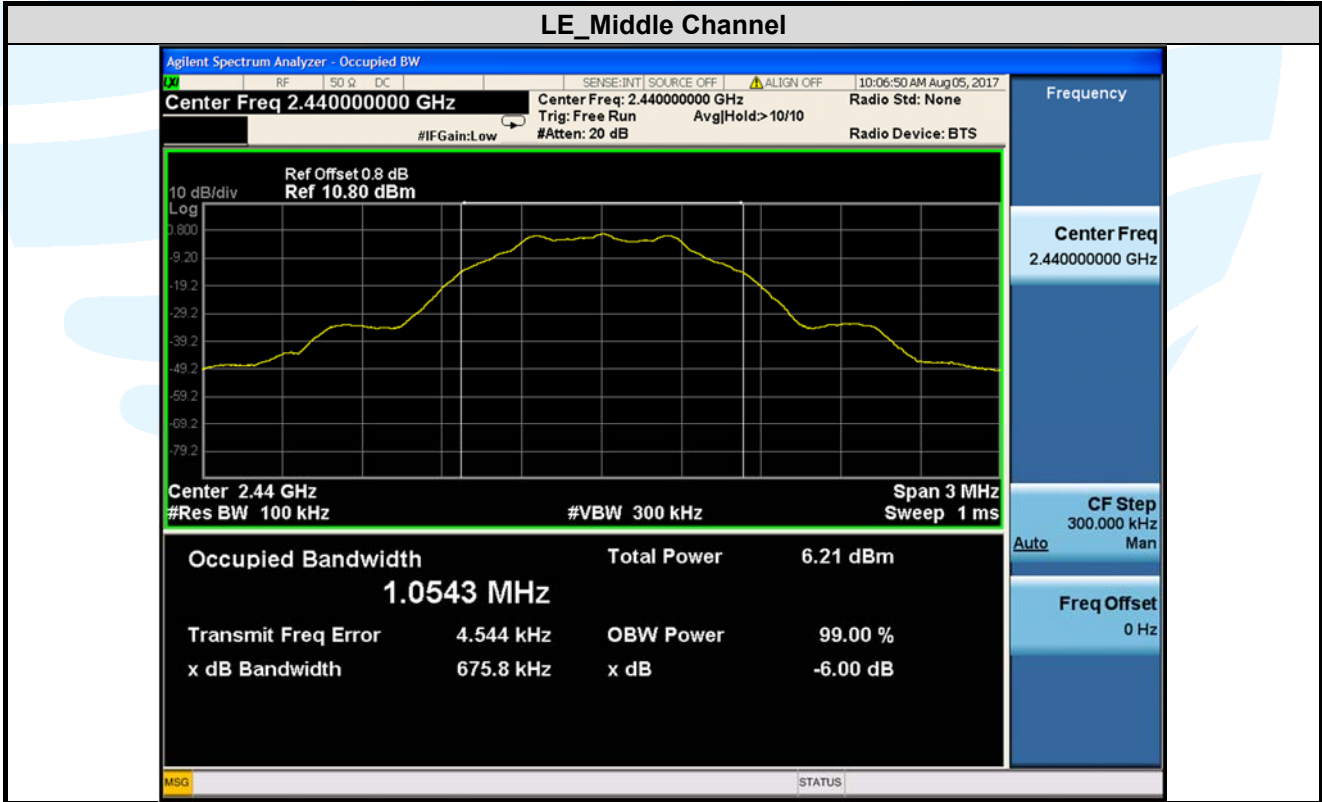 LE_Middle Channel
Agilent Spectrum Analyzer - Occupied BW
LXI RF 50 Ω DC SENSE:INT SOURCE OFF ALIGN OFF 10:06:50 AM Aug 05, 2017
Center Freq 2.440000000 GHz
Center Freq: 2.440000000 GHz
Radio Std: None
Trig: Free Run Avg|Hold:> 10/10
#IFGain:Low
#Atten: 20 dB
Radio Device: BTS
Frequency
Ref Offset 0.8 dB
10 dB/div Ref 10.80 dBm
Log
0.800
-9.20
-19.2
-29.2
-39.2
-49.2
-59.2
-69.2
-79.2
Center 2.44 GHz Span 3 MHz
#Res BW 100 kHz #VBW 300 kHz Sweep 1 ms
Occupied Bandwidth Total Power 6.21 dBm
1.0543 MHz
Transmit Freq Error 4.544 kHz OBW Power 99.00 %
x dB Bandwidth 675.8 kHz x dB -6.00 dB
Center Freq
2.440000000 GHz
CF Step
300.000 kHz
Auto Man
Freq Offset
0 Hz
MSG STATUS